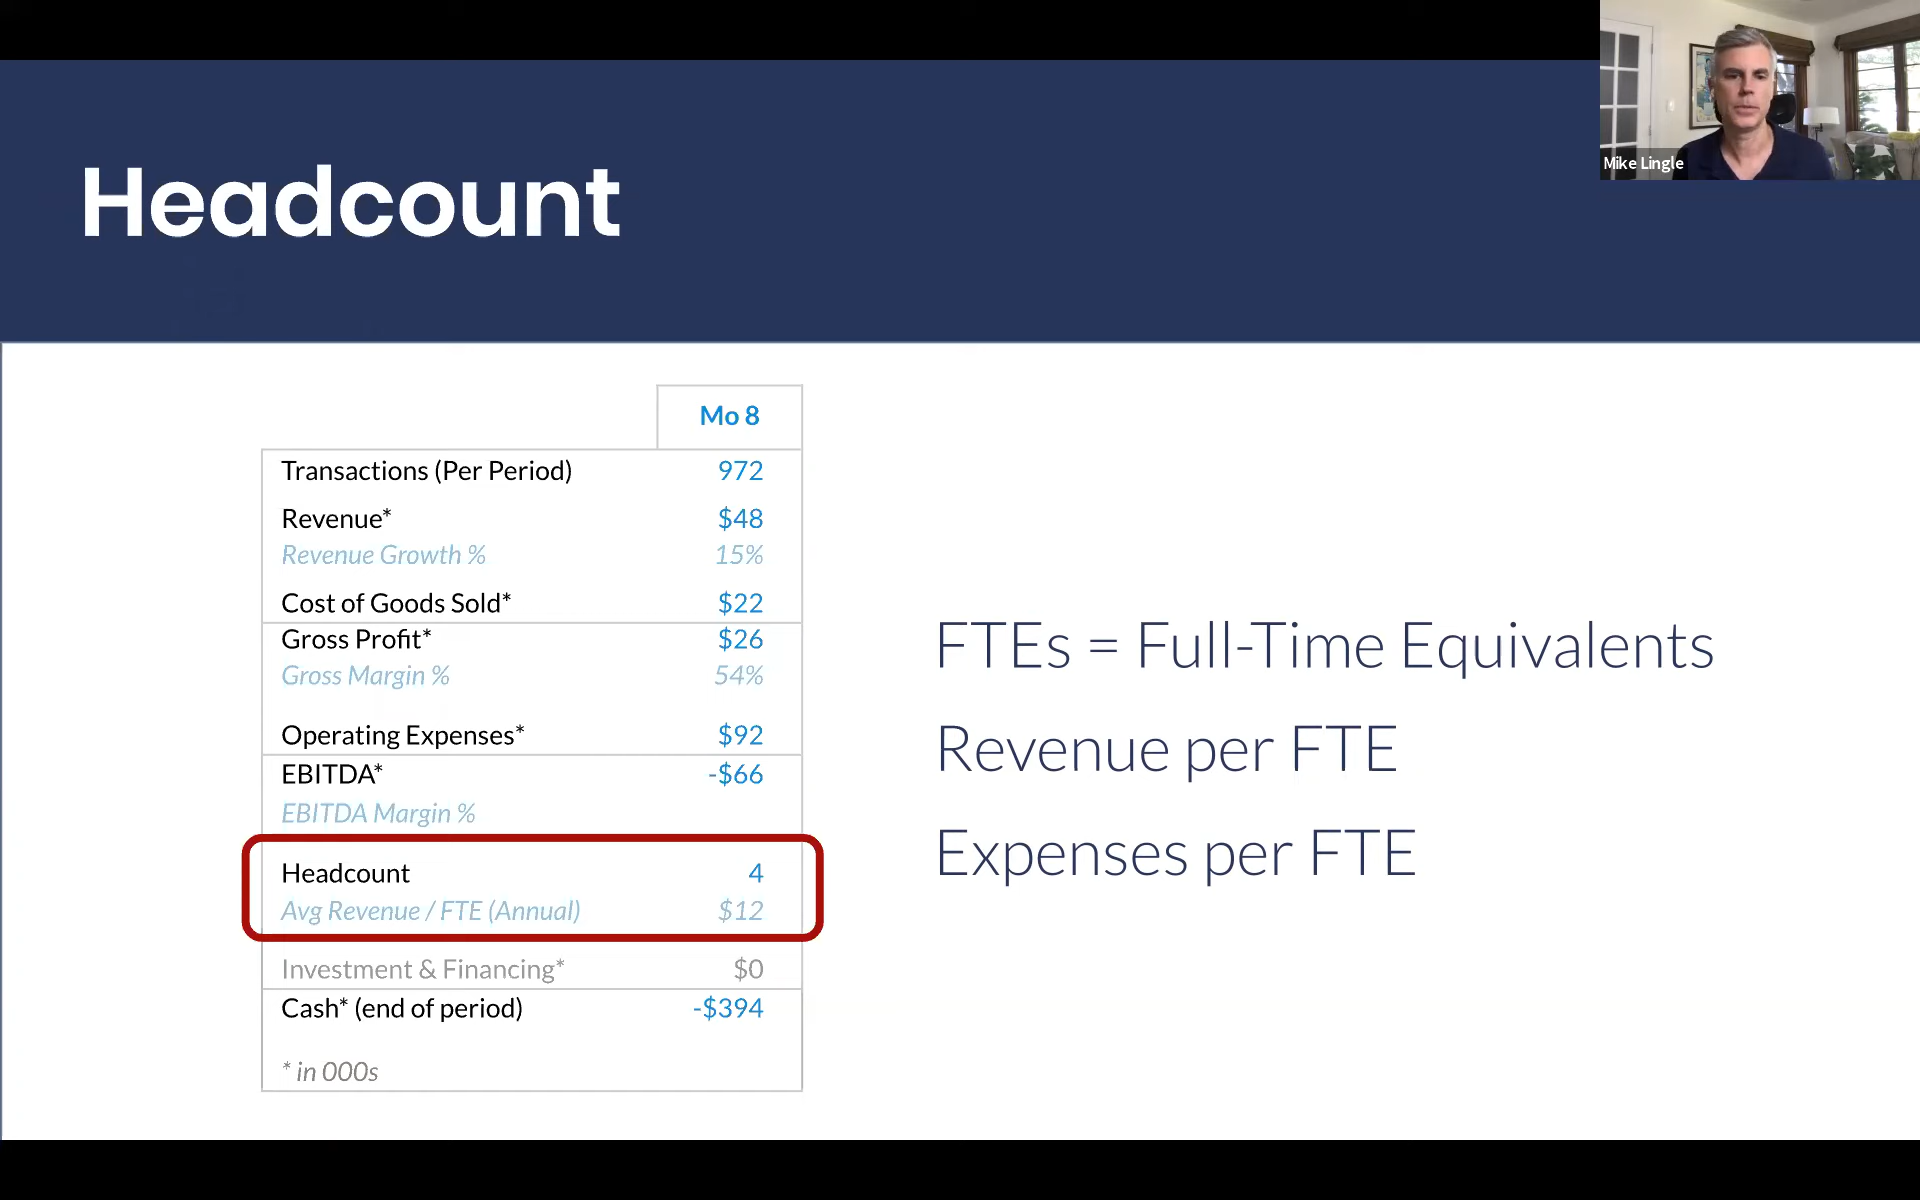 Mike Lingle
Headcount
Mo 8
Transactions (Per Period) 972
Revenue* $48
Revenue Growth % 15%
Cost of Goods Sold* $22
Gross Profit* $26
Gross Margin % 54%
Operating Expenses* $92
EBITDA* -$66
EBITDA Margin %
Headcount 4
Avg Revenue / FTE (Annual) $12
Investment & Financing* $0
Cash* (end of period) -$394
* in 000s
FTEs = Full-Time Equivalents
Revenue per FTE
Expenses per FTE